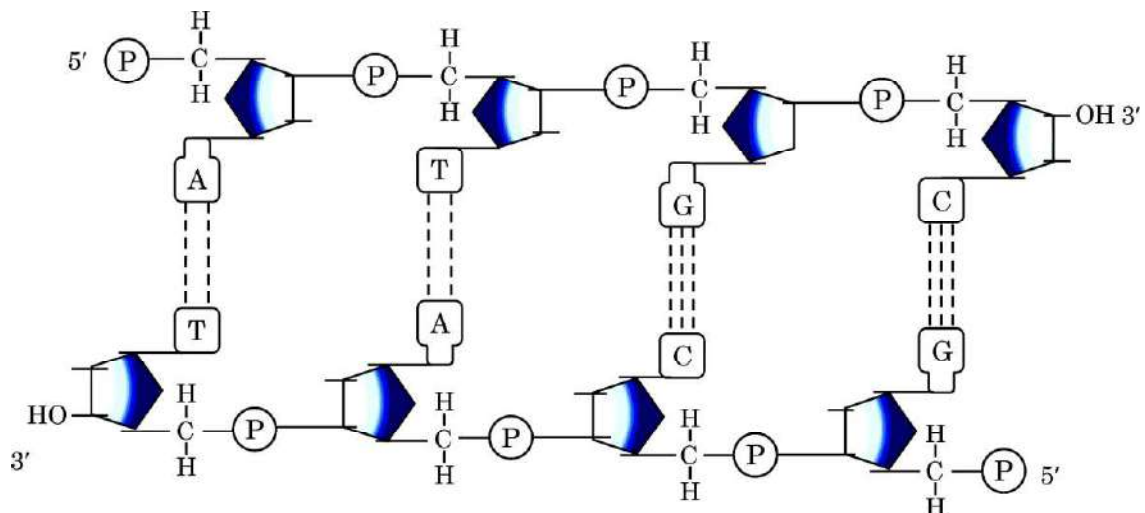 H H H H
5′ P C P C P C P C OH 3′
H H H H
A T G C
T A C G
HO H H H H
C P C P C P C P 5′
3′ H H H H